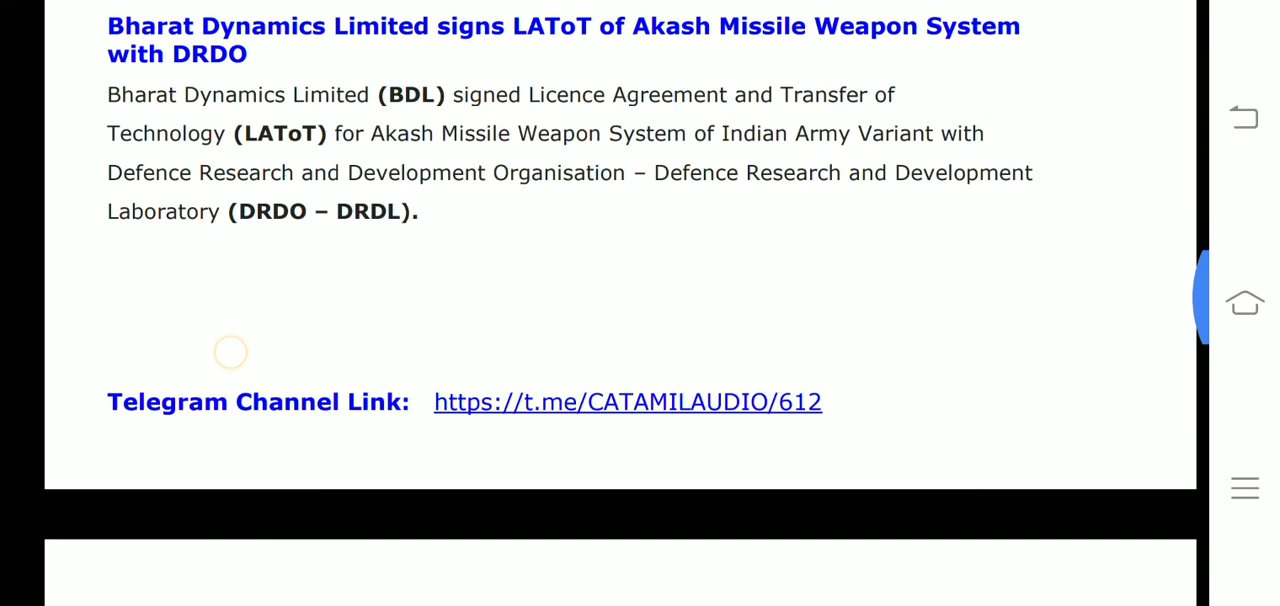 Bharat Dynamics Limited signs LAToT of Akash Missile Weapon System
with DRDO
Bharat Dynamics Limited (BDL) signed Licence Agreement and Transfer of
Technology (LAToT) for Akash Missile Weapon System of Indian Army Variant with
Defence Research and Development Organisation – Defence Research and Development
Laboratory (DRDO – DRDL).
Telegram Channel Link: https://t.me/CATAMILAUDIO/612